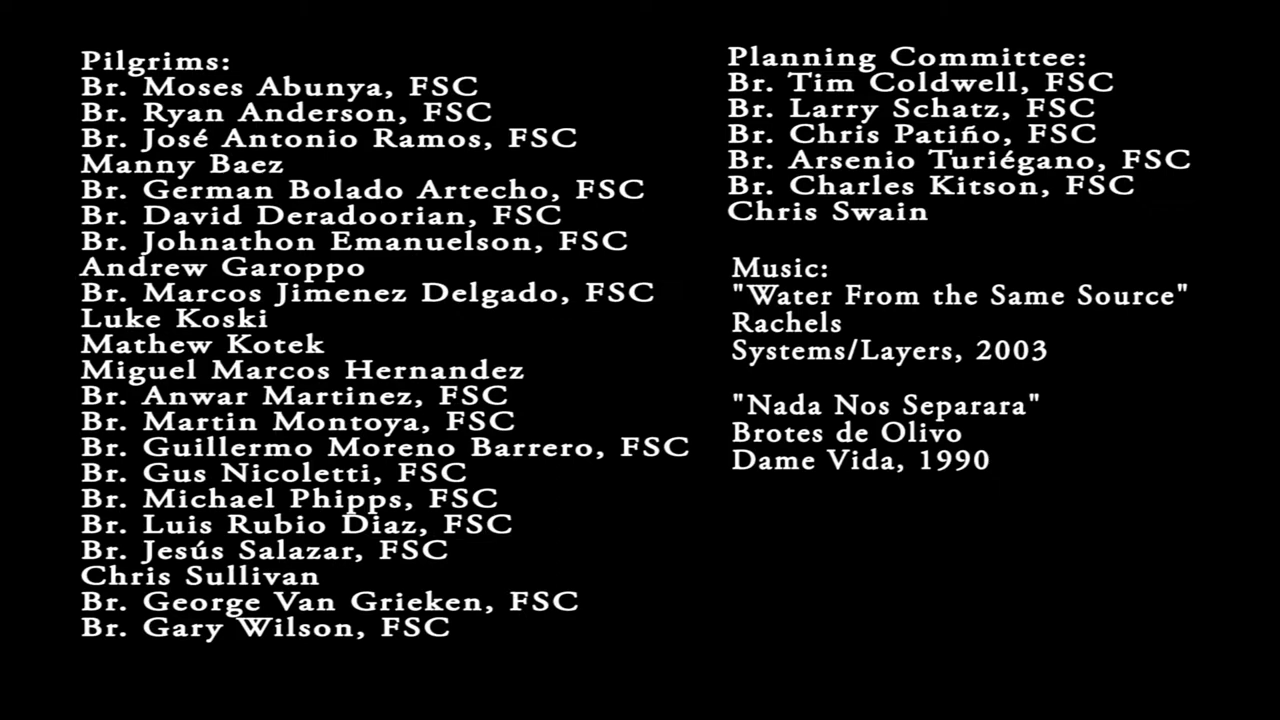 Pilgrims:
Br. Moses Abunya, FSC
Br. Ryan Anderson, FSC
Br. José Antonio Ramos, FSC
Manny Baez
Br. German Bolado Artecho, FSC
Br. David Deradoorian, FSC
Br. Johnathon Emanuelson, FSC
Andrew Garoppo
Br. Marcos Jimenez Delgado, FSC
Luke Koski
Mathew Kotek
Miguel Marcos Hernandez
Br. Anwar Martinez, FSC
Br. Martin Montoya, FSC
Br. Guillermo Moreno Barrero, FSC
Br. Gus Nicoletti, FSC
Br. Michael Phipps, FSC
Br. Luis Rubio Diaz, FSC
Br. Jesús Salazar, FSC
Chris Sullivan
Br. George Van Grieken, FSC
Br. Gary Wilson, FSC
Planning Committee:
Br. Tim Coldwell, FSC
Br. Larry Schatz, FSC
Br. Chris Patiño, FSC
Br. Arsenio Turiégano, FSC
Br. Charles Kitson, FSC
Chris Swain
Music:
"Water From the Same Source"
Rachels
Systems/Layers, 2003
"Nada Nos Separara"
Brotes de Olivo
Dame Vida, 1990